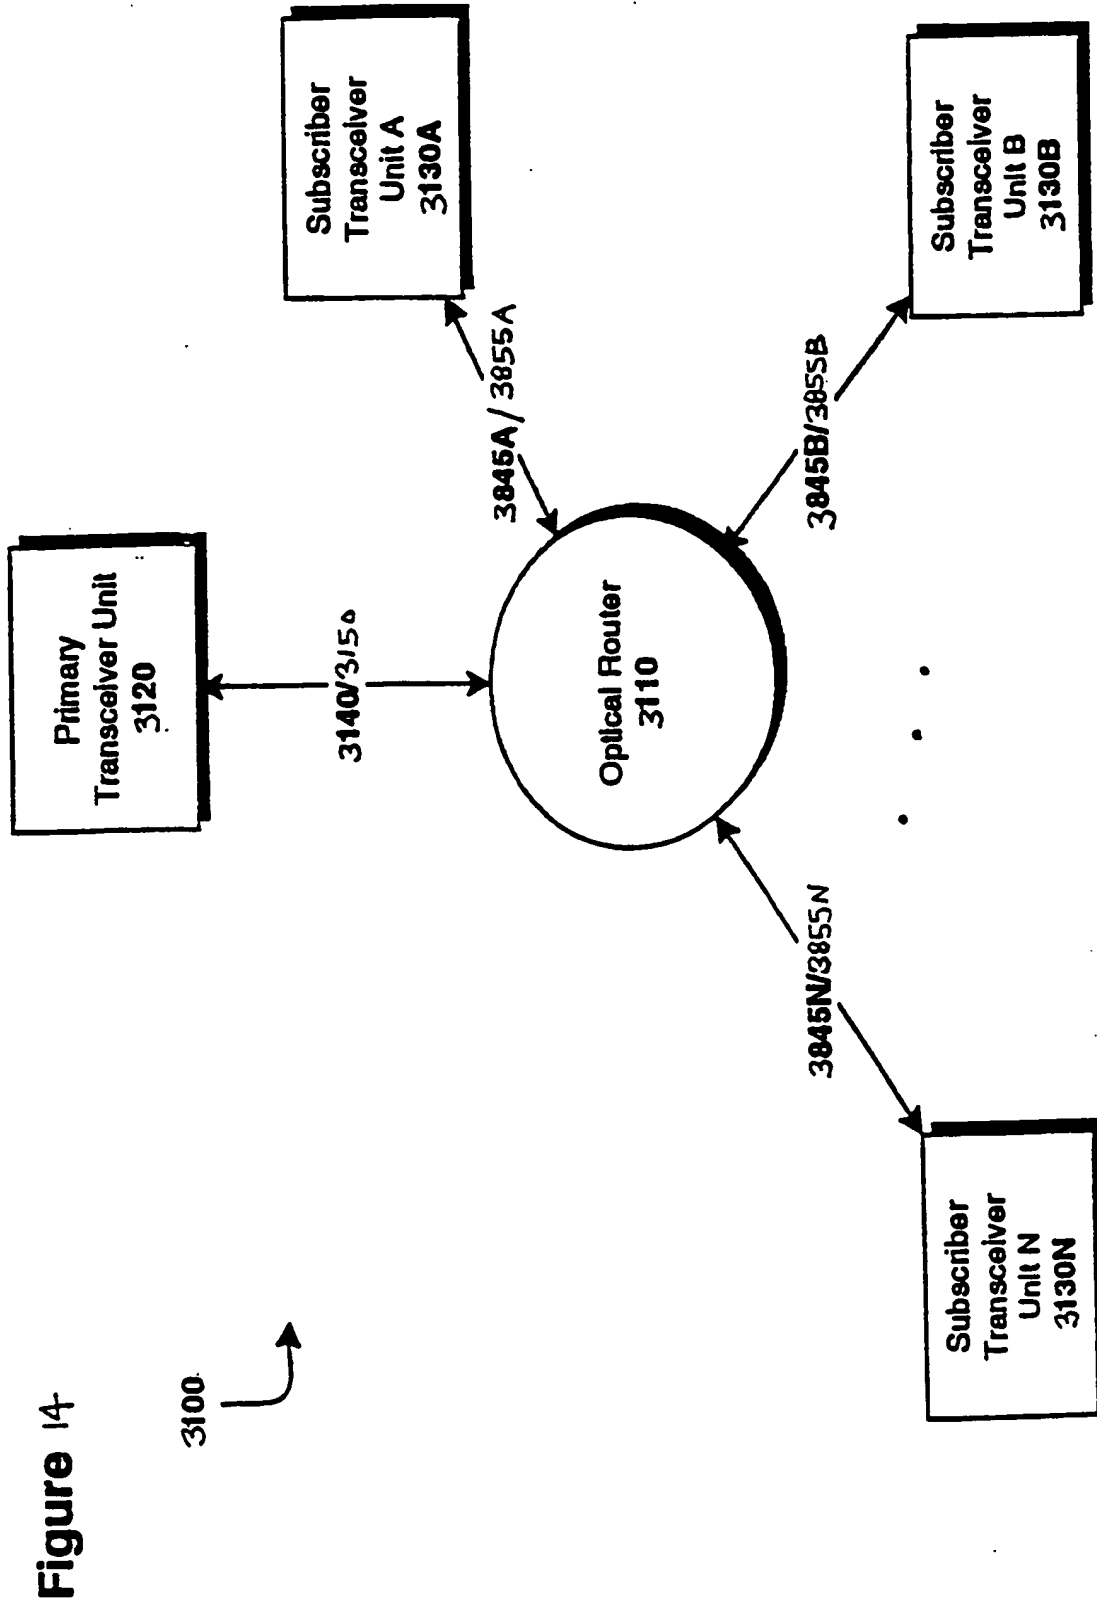 Figure 14
3100
Primary
Transceiver Unit
3120
3140/3150
Subscriber
Transceiver
Unit A
3130A
3845A / 3855A
Optical Router
3110
3845B/3855B
Subscriber
Transceiver
Unit B
3130B
3845N/3855N
Subscriber
Transceiver
Unit N
3130N